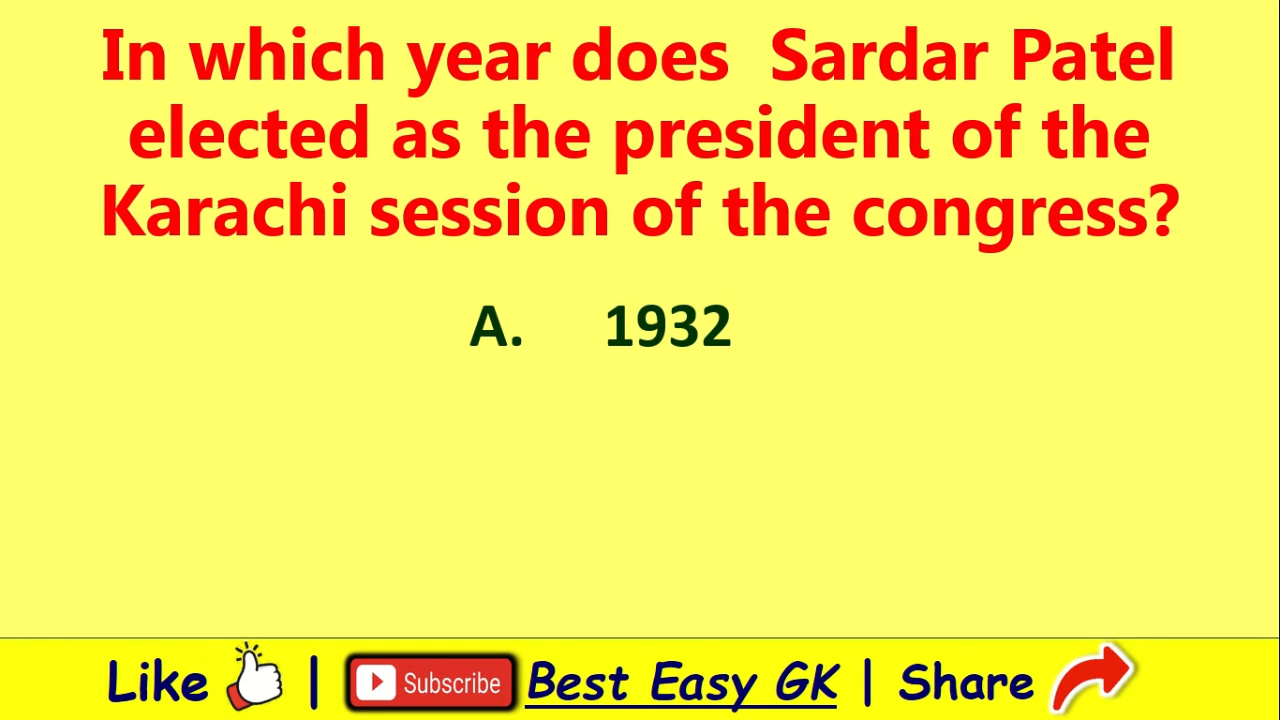 In which year does  Sardar Patel
elected as the president of the
Karachi session of the congress?
A. 1932
Like | Subscribe Best Easy GK | Share